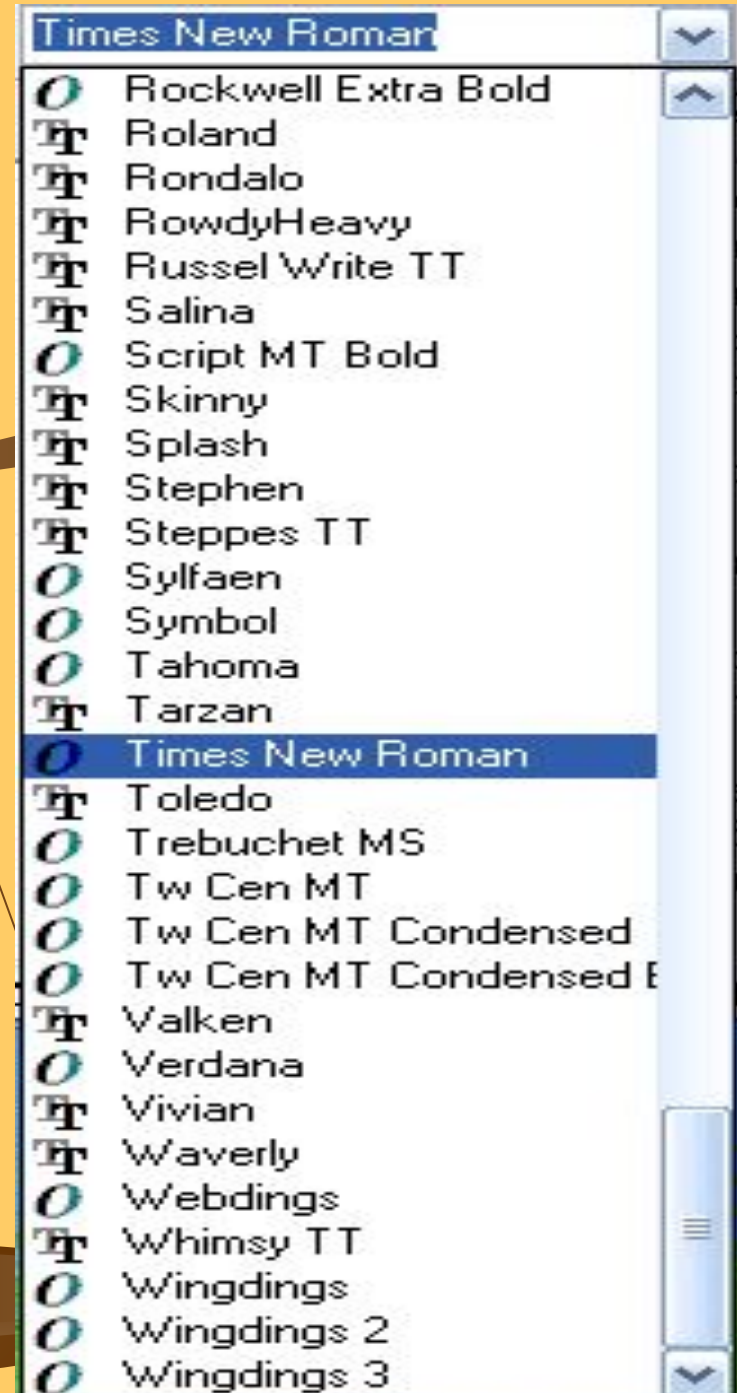 Times New Roman
Rockwell Extra Bold
Roland
Rondalo
RowdyHeavy
Russel Write TT
Salina
Script MT Bold
Skinny
Splash
Stephen
Steppes TT
Sylfaen
Symbol
Tahoma
Tarzan
Times New Roman
Toledo
Trebuchet MS
Tw Cen MT
Tw Cen MT Condensed
Tw Cen MT Condensed
Valken
Verdana
Vivian
Waverly
Webdings
Whimsy TT
Wingdings
Wingdings 2
Wingdings 3